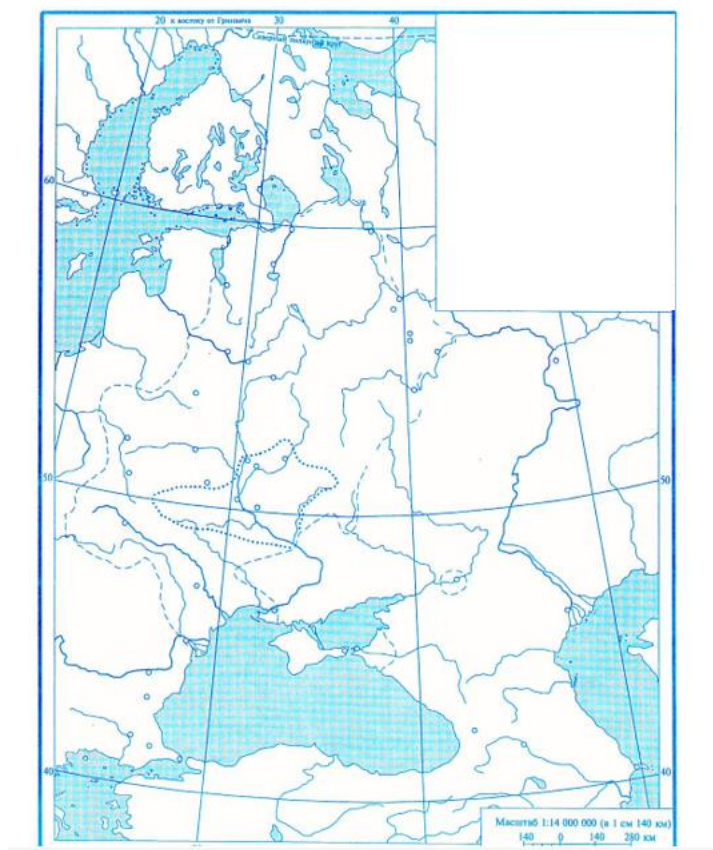 20 к востоку от Гринвича 30 40
Северный полярный круг
60
50 50
40 40
Масштаб 1:14 000 000 (в 1 см 140 км)
140 0 140 280 км